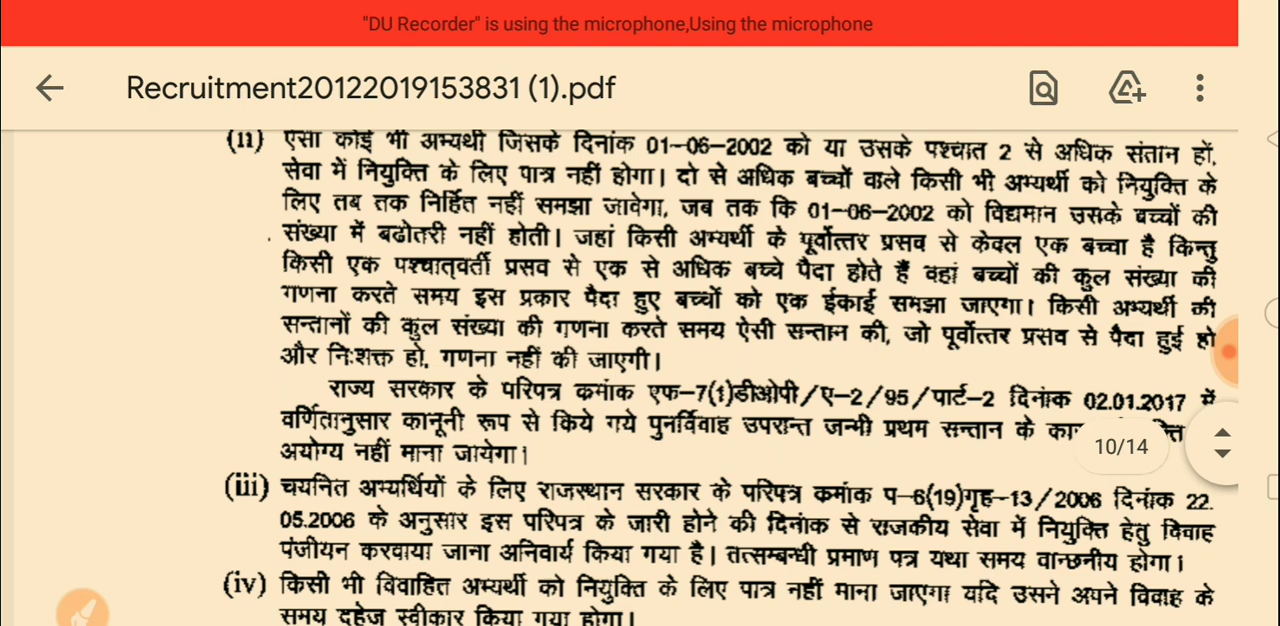 "DU Recorder" is using the microphone,Using the microphone
Recruitment20122019153831 (1).pdf
(ii) ऐसा कोई भी अभ्यर्थी जिसके दिनांक 01–06–2002 को या उसके पश्चात 2 से अधिक संतान हों,
सेवा में नियुक्ति के लिए पात्र नहीं होगा। दो से अधिक बच्चों वाले किसी भी अभ्यर्थी को नियुक्ति के
लिए तब तक निर्हित नहीं समझा जावेगा, जब तक कि 01–06–2002 को विद्यमान उसके बच्चों की
संख्या में बढोतरी नहीं होती। जहां किसी अभ्यर्थी के पूर्वोत्तर प्रसव से केवल एक बच्चा है किन्तु
किसी एक पश्चात्वर्ती प्रसव से एक से अधिक बच्चे पैदा होते हैं वहां बच्चों की कुल संख्या की
गणना करते समय इस प्रकार पैदा हुए बच्चों को एक ईकाई समझा जाएगा। किसी अभ्यर्थी की
सन्तानों की कुल संख्या की गणना करते समय ऐसी सन्तान की, जो पूर्वोत्तर प्रसव से पैदा हुई हो
और निःशक्त हो, गणना नहीं की जाएगी।
राज्य सरकार के परिपत्र कमांक एफ–7(1)डीओपी/ए–2/95/पार्ट–2 दिनांक 02.01.2017 में
वर्णितानुसार कानूनी रूप से किये गये पुनर्विवाह उपरान्त जन्मी प्रथम सन्तान के
अयोग्य नहीं माना जायेगा।
10/14
(iii) चयनित अभ्यर्थियों के लिए राजस्थान सरकार के परिपत्र कमांक प–6(19)गृह–13/2006 दिनांक 22.
05.2006 के अनुसार इस परिपत्र के जारी होने की दिनांक से राजकीय सेवा में नियुक्ति हेतु विवाह
पंजीयन करवाया जाना अनिवार्य किया गया है। तत्सम्बन्धी प्रमाण पत्र यथा समय वान्छनीय होगा।
(iv) किसी भी विवाहित अभ्यर्थी को नियुक्ति के लिए पात्र नहीं माना जाएगा यदि उसने अपने विवाह के
समय दहेज स्वीकार किया गया होगा।